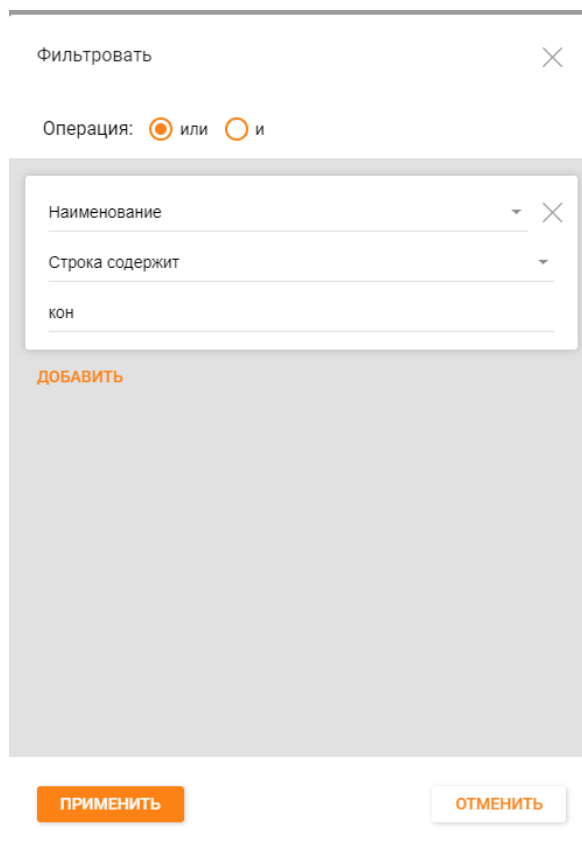 Фильтровать
Операция: или и
Наименование
Строка содержит
кон
ДОБАВИТЬ
ПРИМЕНИТЬ ОТМЕНИТЬ